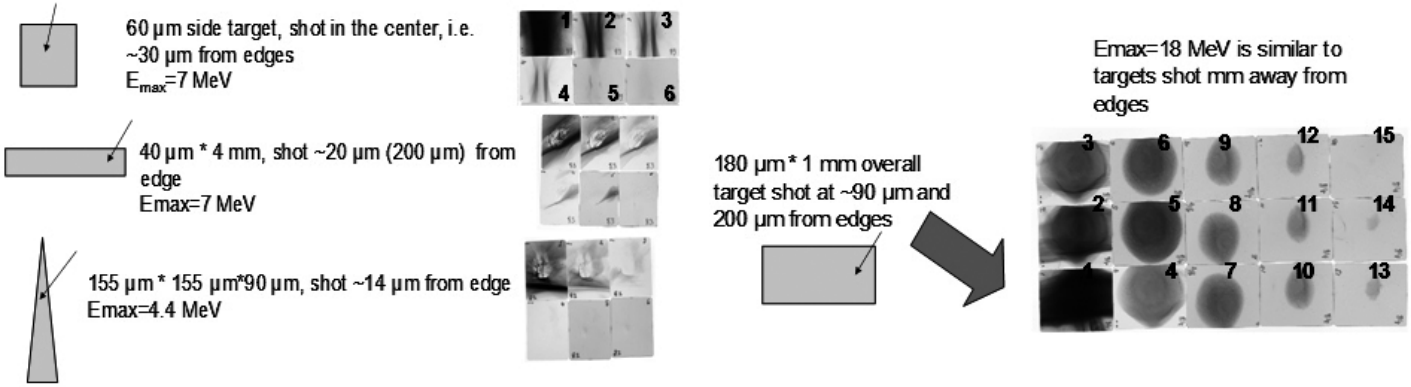 60 µm side target, shot in the center, i.e.
~30 µm from edges
Emax=7 MeV
1 2 3
4 5 6
40 µm * 4 mm, shot ~20 µm (200 µm) from
edge
Emax=7 MeV
155 µm * 155 µm*90 µm, shot ~14 µm from edge
Emax=4.4 MeV
180 µm * 1 mm overall
target shot at ~90 µm and
200 µm from edges
Emax=18 MeV is similar to
targets shot mm away from
edges
3 6 9 12 15
2 5 8 11 14
1 4 7 10 13